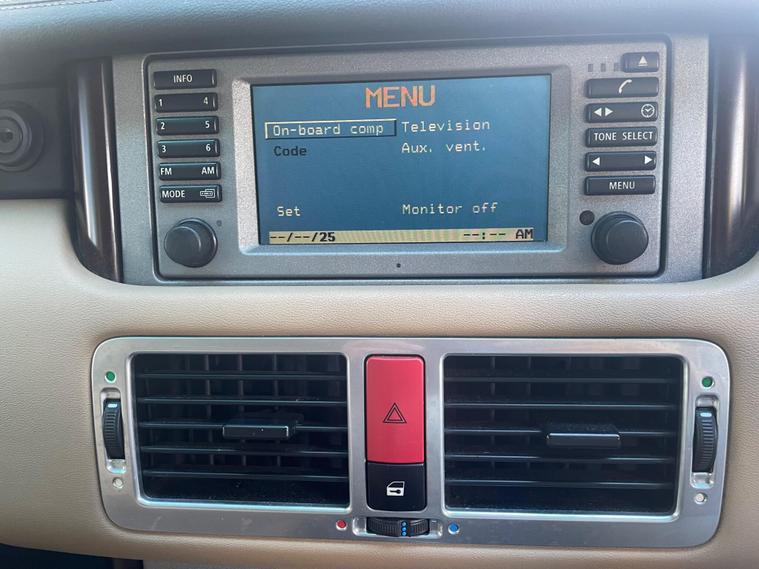 INFO
1 4
2 5
3 6
FM AM
MODE
MENU
On-board comp Television
Code Aux. vent.
Set Monitor off
--/--/25 --:-- AM
TONE SELECT
MENU